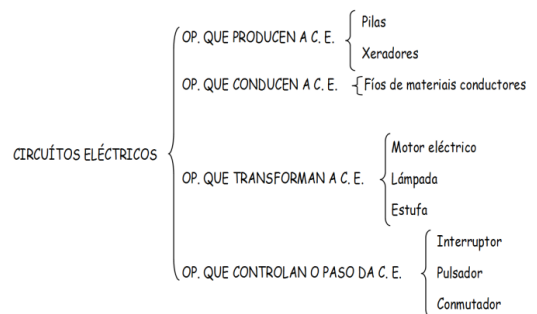 CIRCUÍTOS ELÉCTRICOS
OP. QUE PRODUCEN A C. E.
Pilas
Xeradores
OP. QUE CONDUCEN A C. E.
Fíos de materiais conductores
OP. QUE TRANSFORMAN A C. E.
Motor eléctrico
Lámpada
Estufa
OP. QUE CONTROLAN O PASO DA C. E.
Interruptor
Pulsador
Conmutador